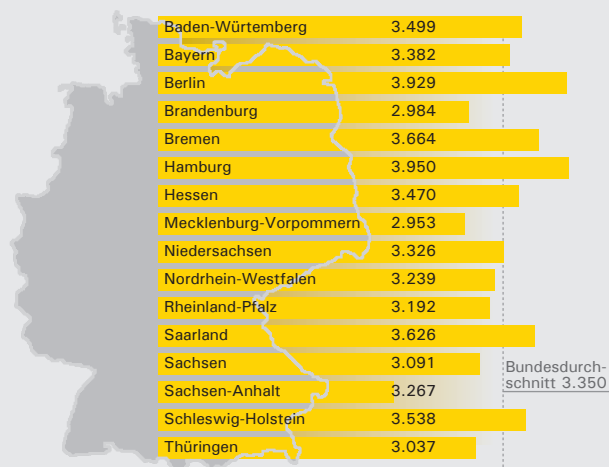 Baden-Würtemberg 3.499
Bayern 3.382
Berlin 3.929
Brandenburg 2.984
Bremen 3.664
Hamburg 3.950
Hessen 3.470
Mecklenburg-Vorpommern 2.953
Niedersachsen 3.326
Nordrhein-Westfalen 3.239
Rheinland-Pfalz 3.192
Saarland 3.626
Sachsen 3.091
Sachsen-Anhalt 3.267
Schleswig-Holstein 3.538
Thüringen 3.037
Bundesdurch-
schnitt 3.350